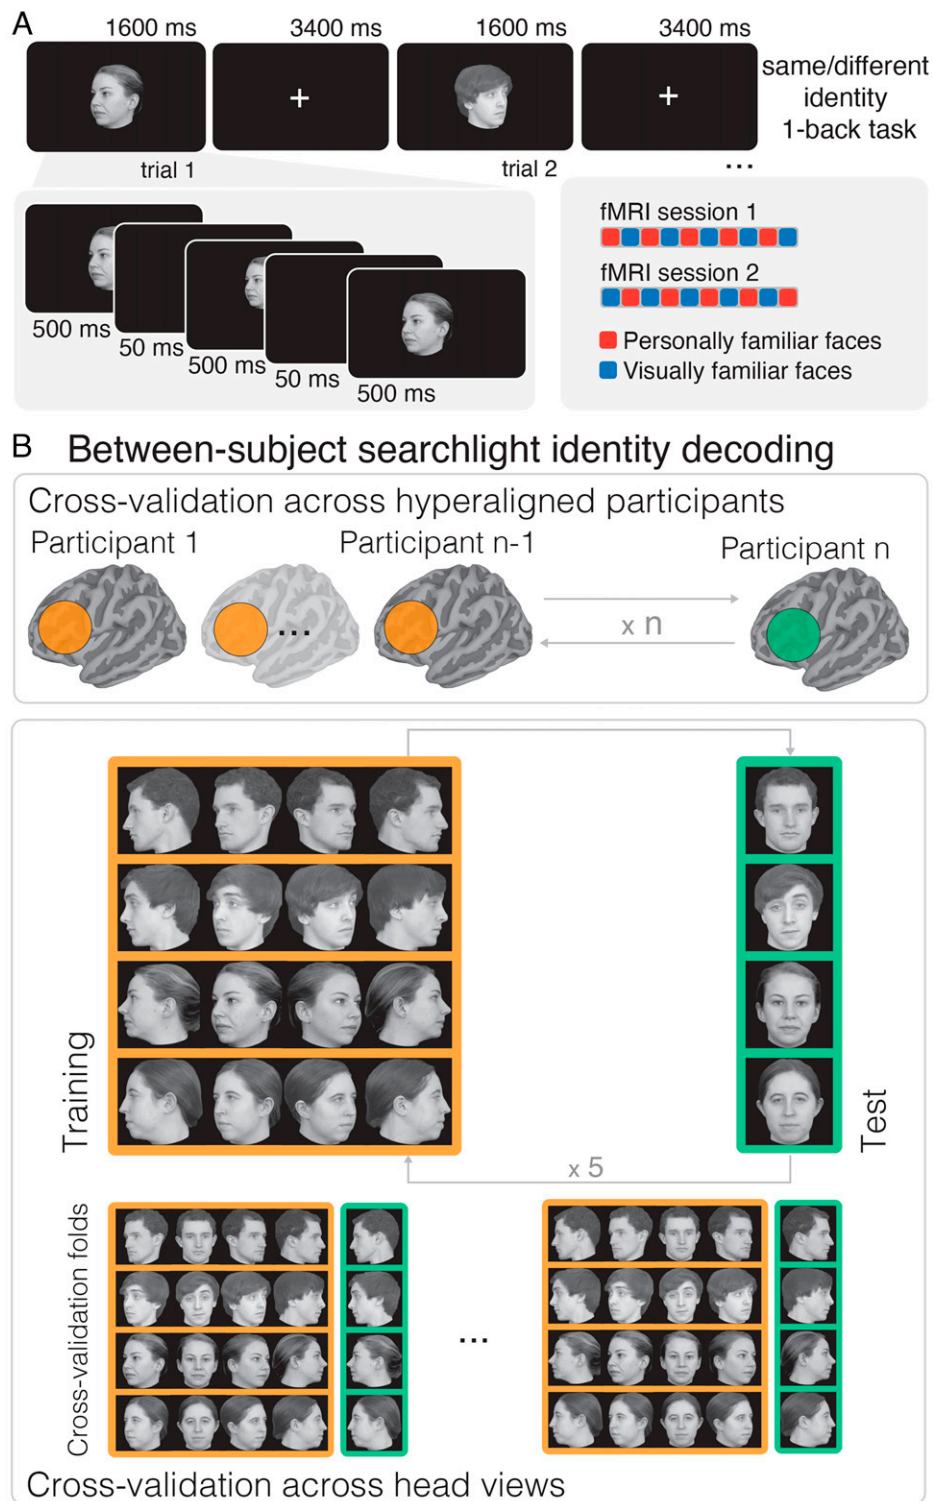 A
1600 ms
3400 ms
1600 ms
3400 ms
same/different
identity
1-back task
trial 1
trial 2
...
500 ms
50 ms
500 ms
50 ms
500 ms
fMRI session 1
fMRI session 2
Personally familiar faces
Visually familiar faces
B Between-subject searchlight identity decoding
Cross-validation across hyperaligned participants
Participant 1
Participant n-1
Participant n
...
x n
Training
Test
x 5
Cross-validation folds
...
Cross-validation across head views